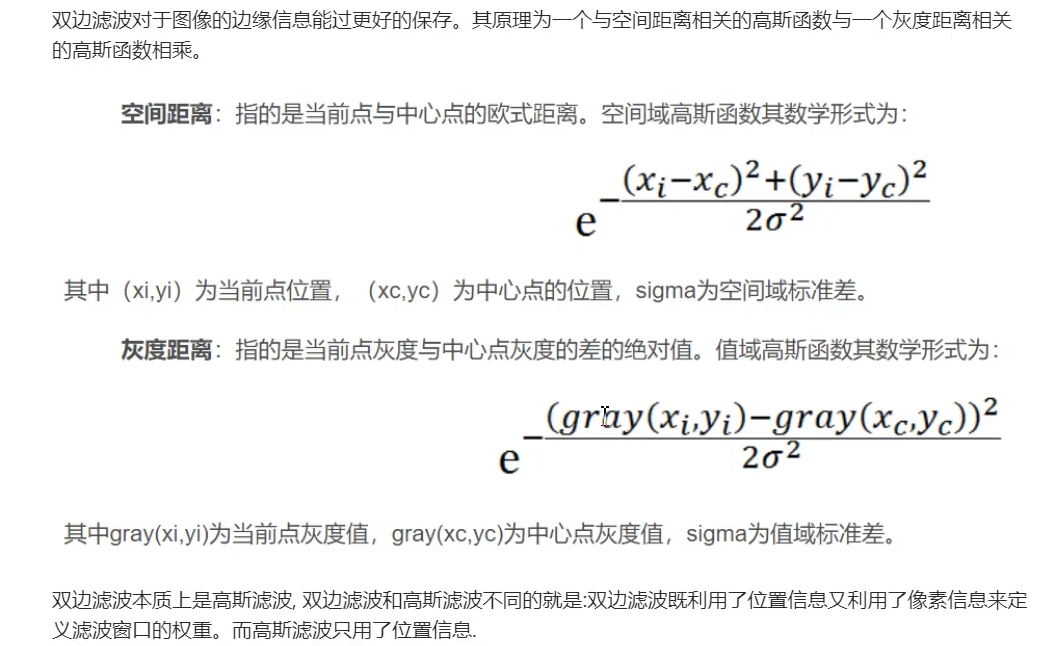 双边滤波对于图像的边缘信息能过更好的保存。其原理为一个与空间距离相关的高斯函数与一个灰度距离相关
的高斯函数相乘。
空间距离：指的是当前点与中心点的欧式距离。空间域高斯函数其数学形式为：
e^{-\frac{(x_i-x_c)^2+(y_i-y_c)^2}{2σ^2}}
其中（xi,yi）为当前点位置，（xc,yc）为中心点的位置，sigma为空间域标准差。
灰度距离：指的是当前点灰度与中心点灰度的差的绝对值。值域高斯函数其数学形式为：
e^{-\frac{(gray(x_i,y_i)-gray(x_c,y_c))^2}{2σ^2}}
其中gray(xi,yi)为当前点灰度值，gray(xc,yc)为中心点灰度值，sigma为值域标准差。
双边滤波本质上是高斯滤波, 双边滤波和高斯滤波不同的就是:双边滤波既利用了位置信息又利用了像素信息来定
义滤波窗口的权重。而高斯滤波只用了位置信息.